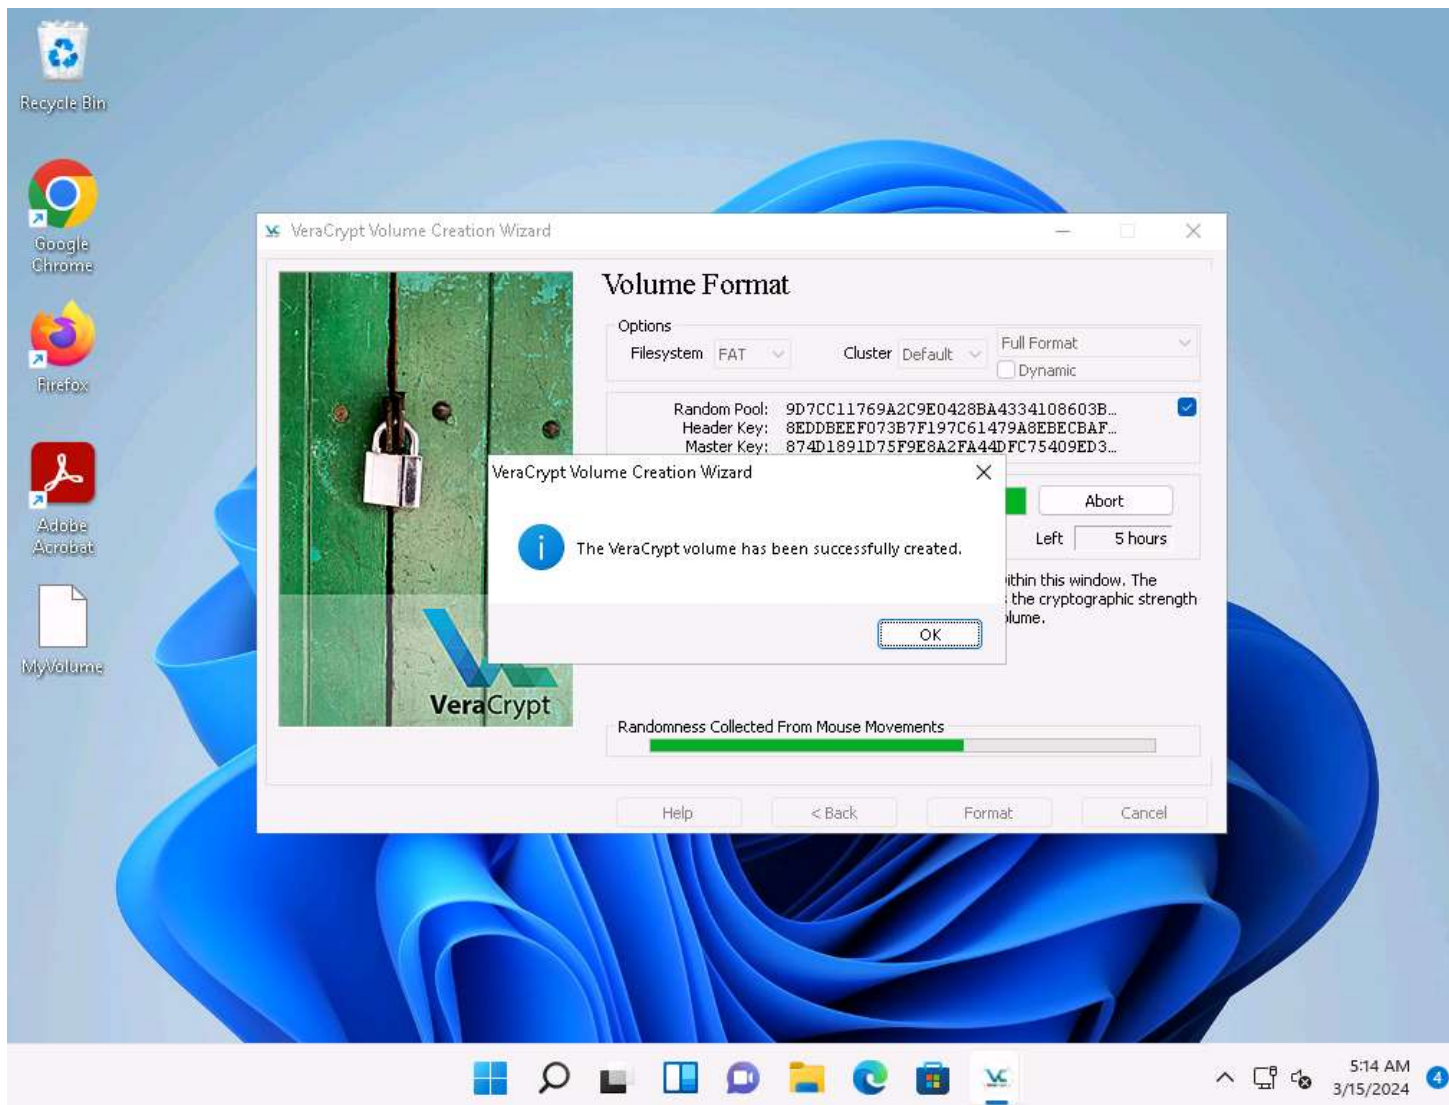 Recycle Bin
Google
Chrome
Firefox
Adobe
Acrobat
MyVolume
VeraCrypt Volume Creation Wizard
VeraCrypt
Volume Format
Options
Filesystem FAT Cluster Default Full Format
Dynamic
Random Pool: 9D7CC11769A2C9E0428BA4334108603B...
Header Key: 8EDDBEEF073B7F197C61479A8EBECBAF...
Master Key: 874D1891D75F9E8A2FA44DFC75409ED3...
Abort
Left 5 hours
within this window. The
the cryptographic strength
VeraCrypt Volume Creation Wizard
The VeraCrypt volume has been successfully created.
OK
Randomness Collected From Mouse Movements
Help < Back Format Cancel
5:14 AM
3/15/2024
4